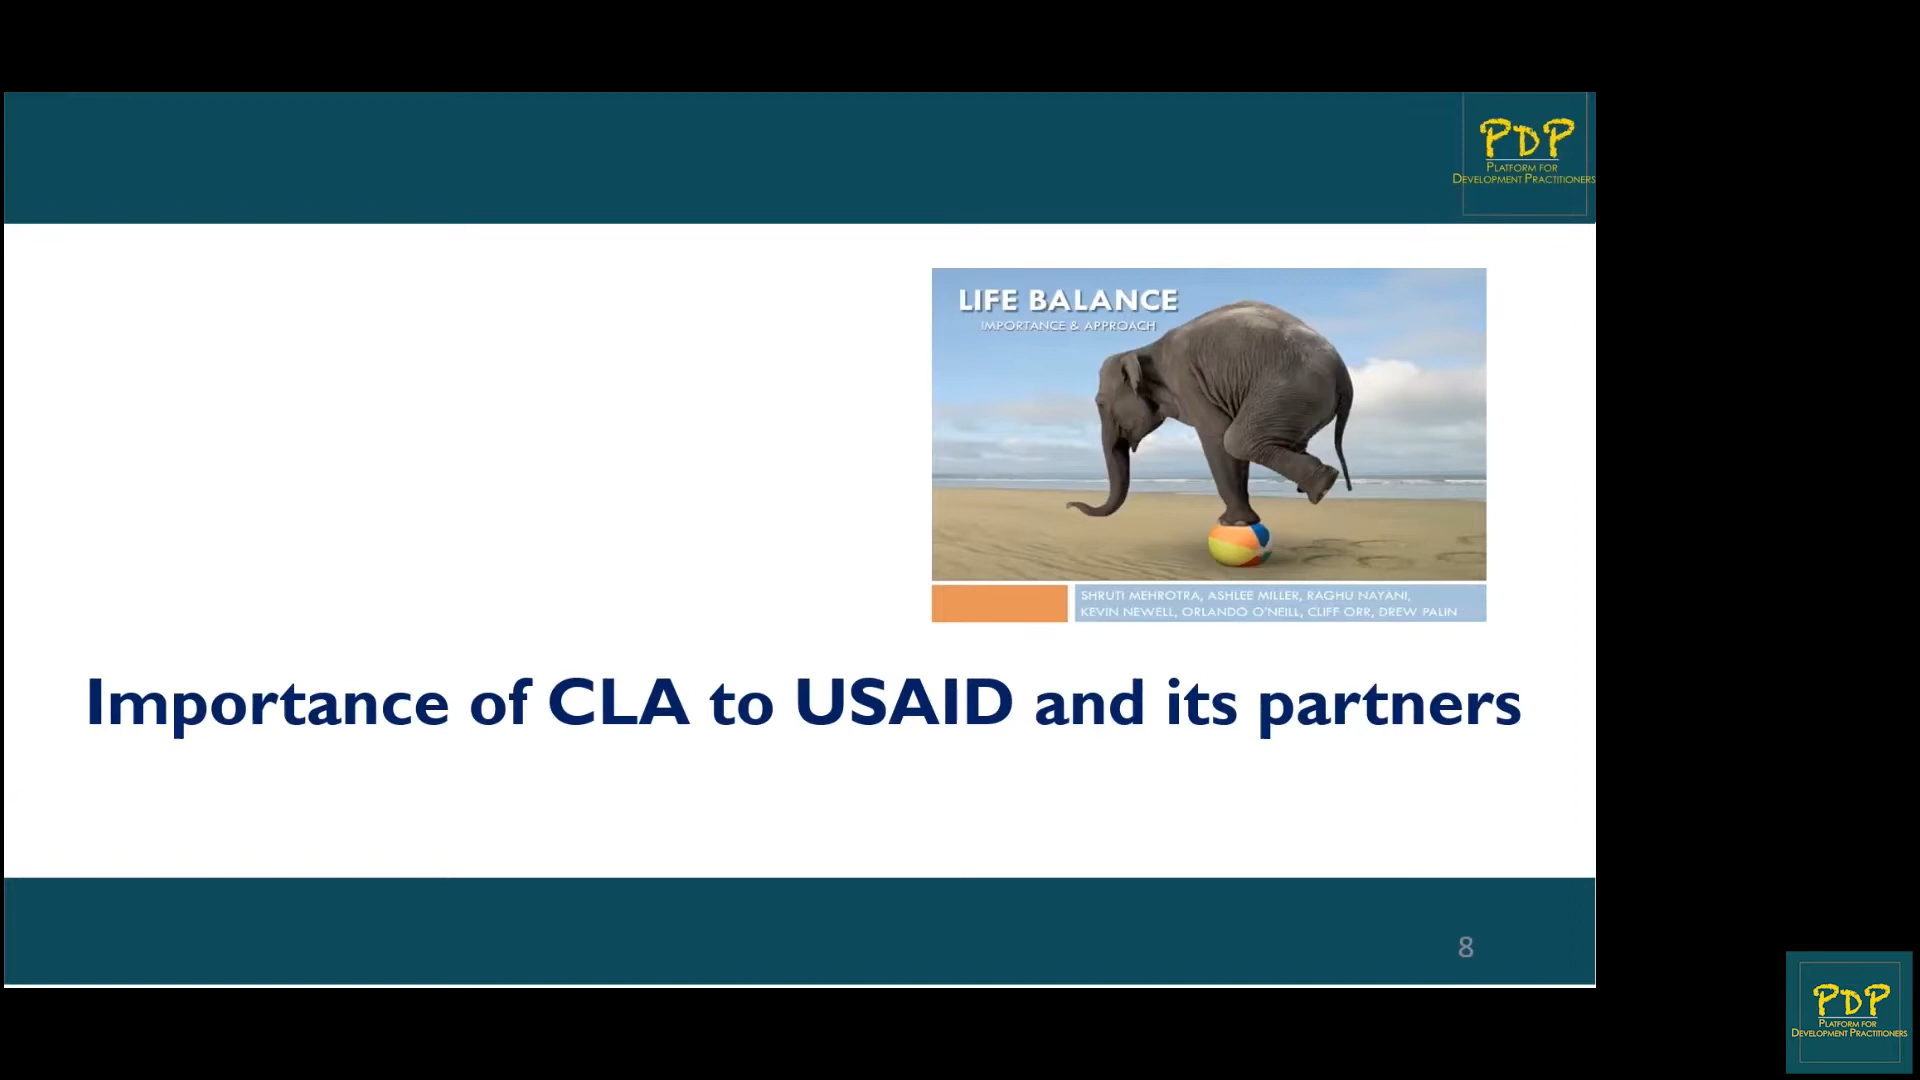 PDP
PLATFORM FOR
DEVELOPMENT PRACTITIONERS
LIFE BALANCE
IMPORTANCE & APPROACH
SHRUTI MEHROTRA, ASHLEE MILLER, RAGHU NAYANI,
KEVIN NEWELL, ORLANDO O'NEILL, CLIFF ORR, DREW PALIN
Importance of CLA to USAID and its partners
8
PDP
PLATFORM FOR
DEVELOPMENT PRACTITIONERS